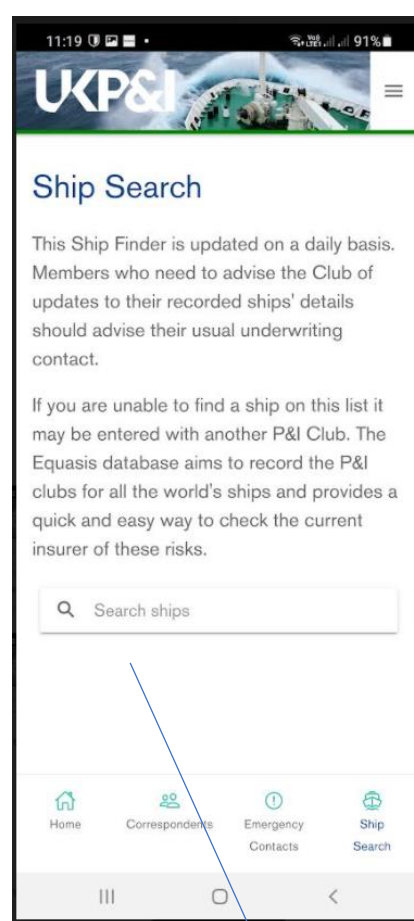 11:19 91%
UKP&I
Ship Search
This Ship Finder is updated on a daily basis.
Members who need to advise the Club of
updates to their recorded ships' details
should advise their usual underwriting
contact.
If you are unable to find a ship on this list it
may be entered with another P&I Club. The
Equasis database aims to record the P&I
clubs for all the world's ships and provides a
quick and easy way to check the current
insurer of these risks.
Search ships
Home Correspondents Emergency Ship
Contacts Search